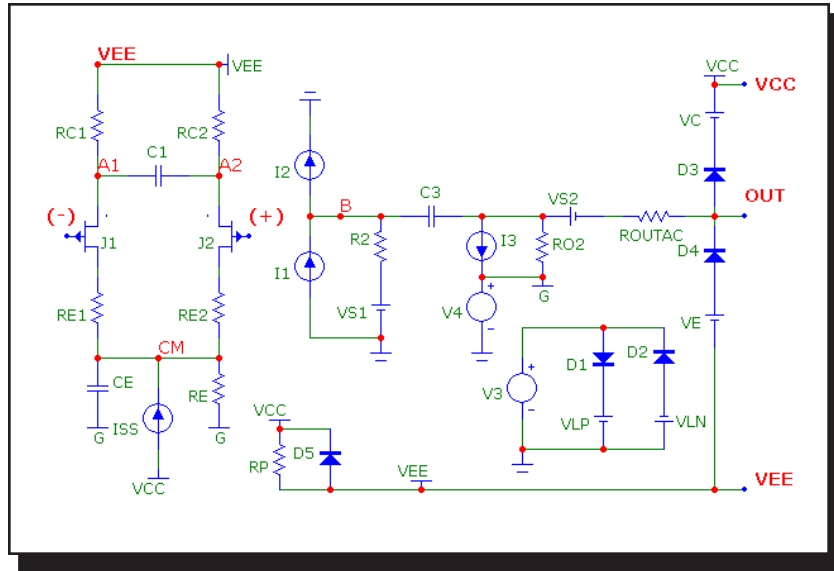 VEE
VEE
VCC
VCC
RC1
RC2
VC
C1
A1
A2
I2
D3
C3
VS2
OUT
B
(-)
(+)
J1
J2
R2
I3
RO2
ROUTAC
D4
I1
G
RE1
RE2
VS1
V4
VE
CM
D1
D2
CE
RE
V3
ISS
G
G
VCC
VLP
VLN
RP
D5
VEE
VEE
VCC
+
-
+
-